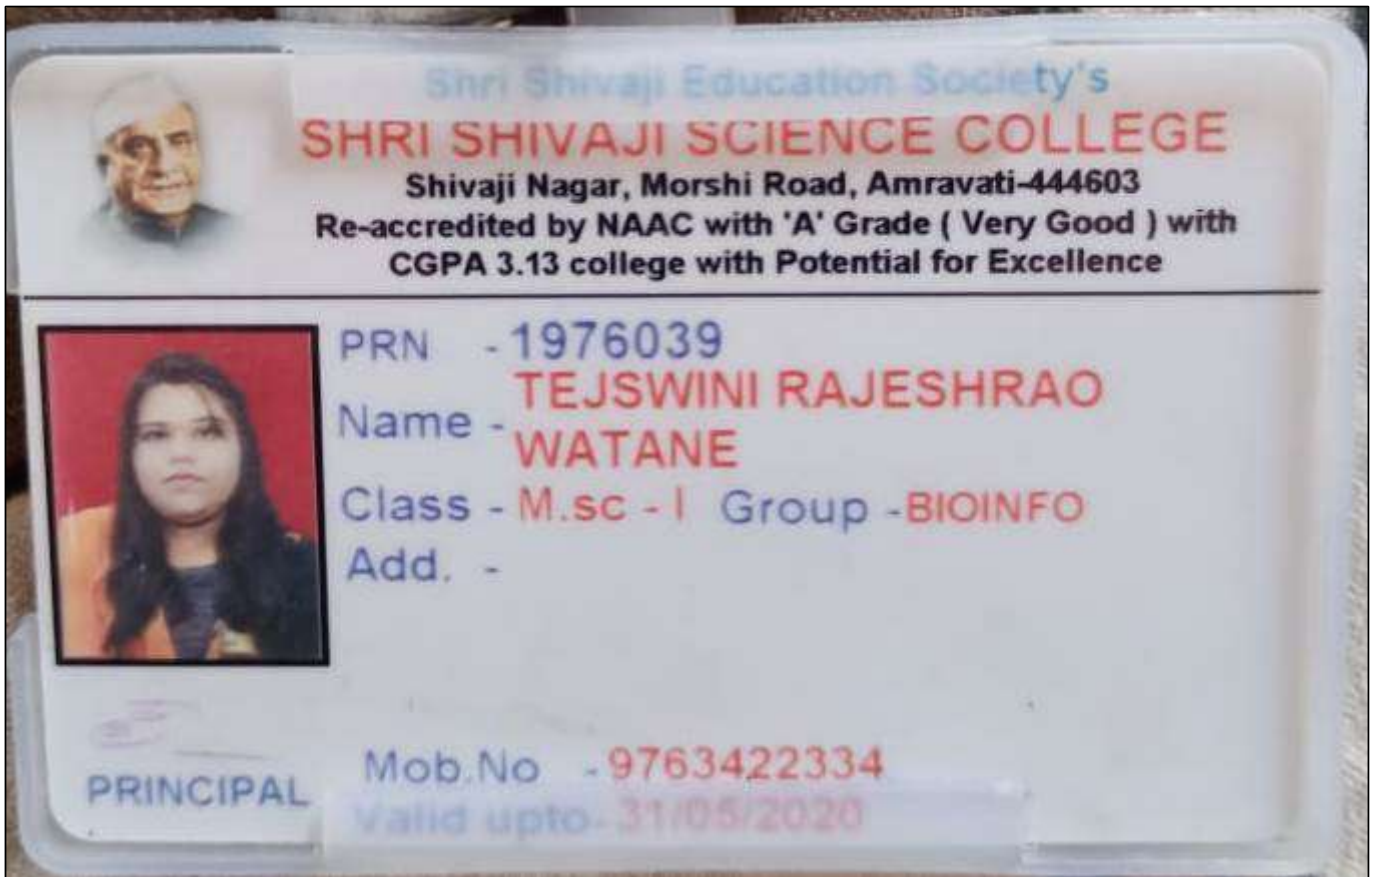 Shri Shivaji Education Society's
SHRI SHIVAJI SCIENCE COLLEGE
Shivaji Nagar, Morshi Road, Amravati-444603
Re-accredited by NAAC with 'A' Grade ( Very Good ) with
CGPA 3.13 college with Potential for Excellence
PRN - 1976039
Name - TEJSWINI RAJESHRAO
WATANE
Class - M.sc - I Group - BIOINFO
Add. -
PRINCIPAL
Mob.No - 9763422334
Valid upto- 31/05/2020